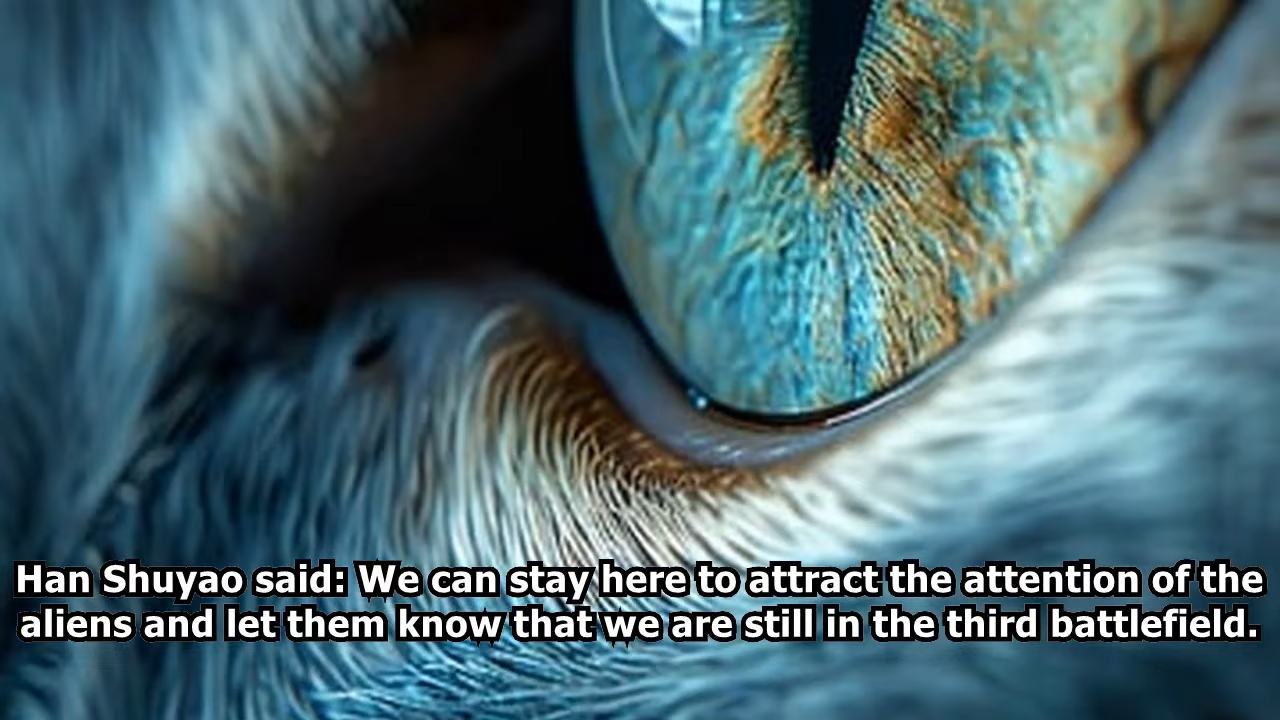 Han Shuyao said: We can stay here to attract the attention of the
aliens and let them know that we are still in the third battlefield.